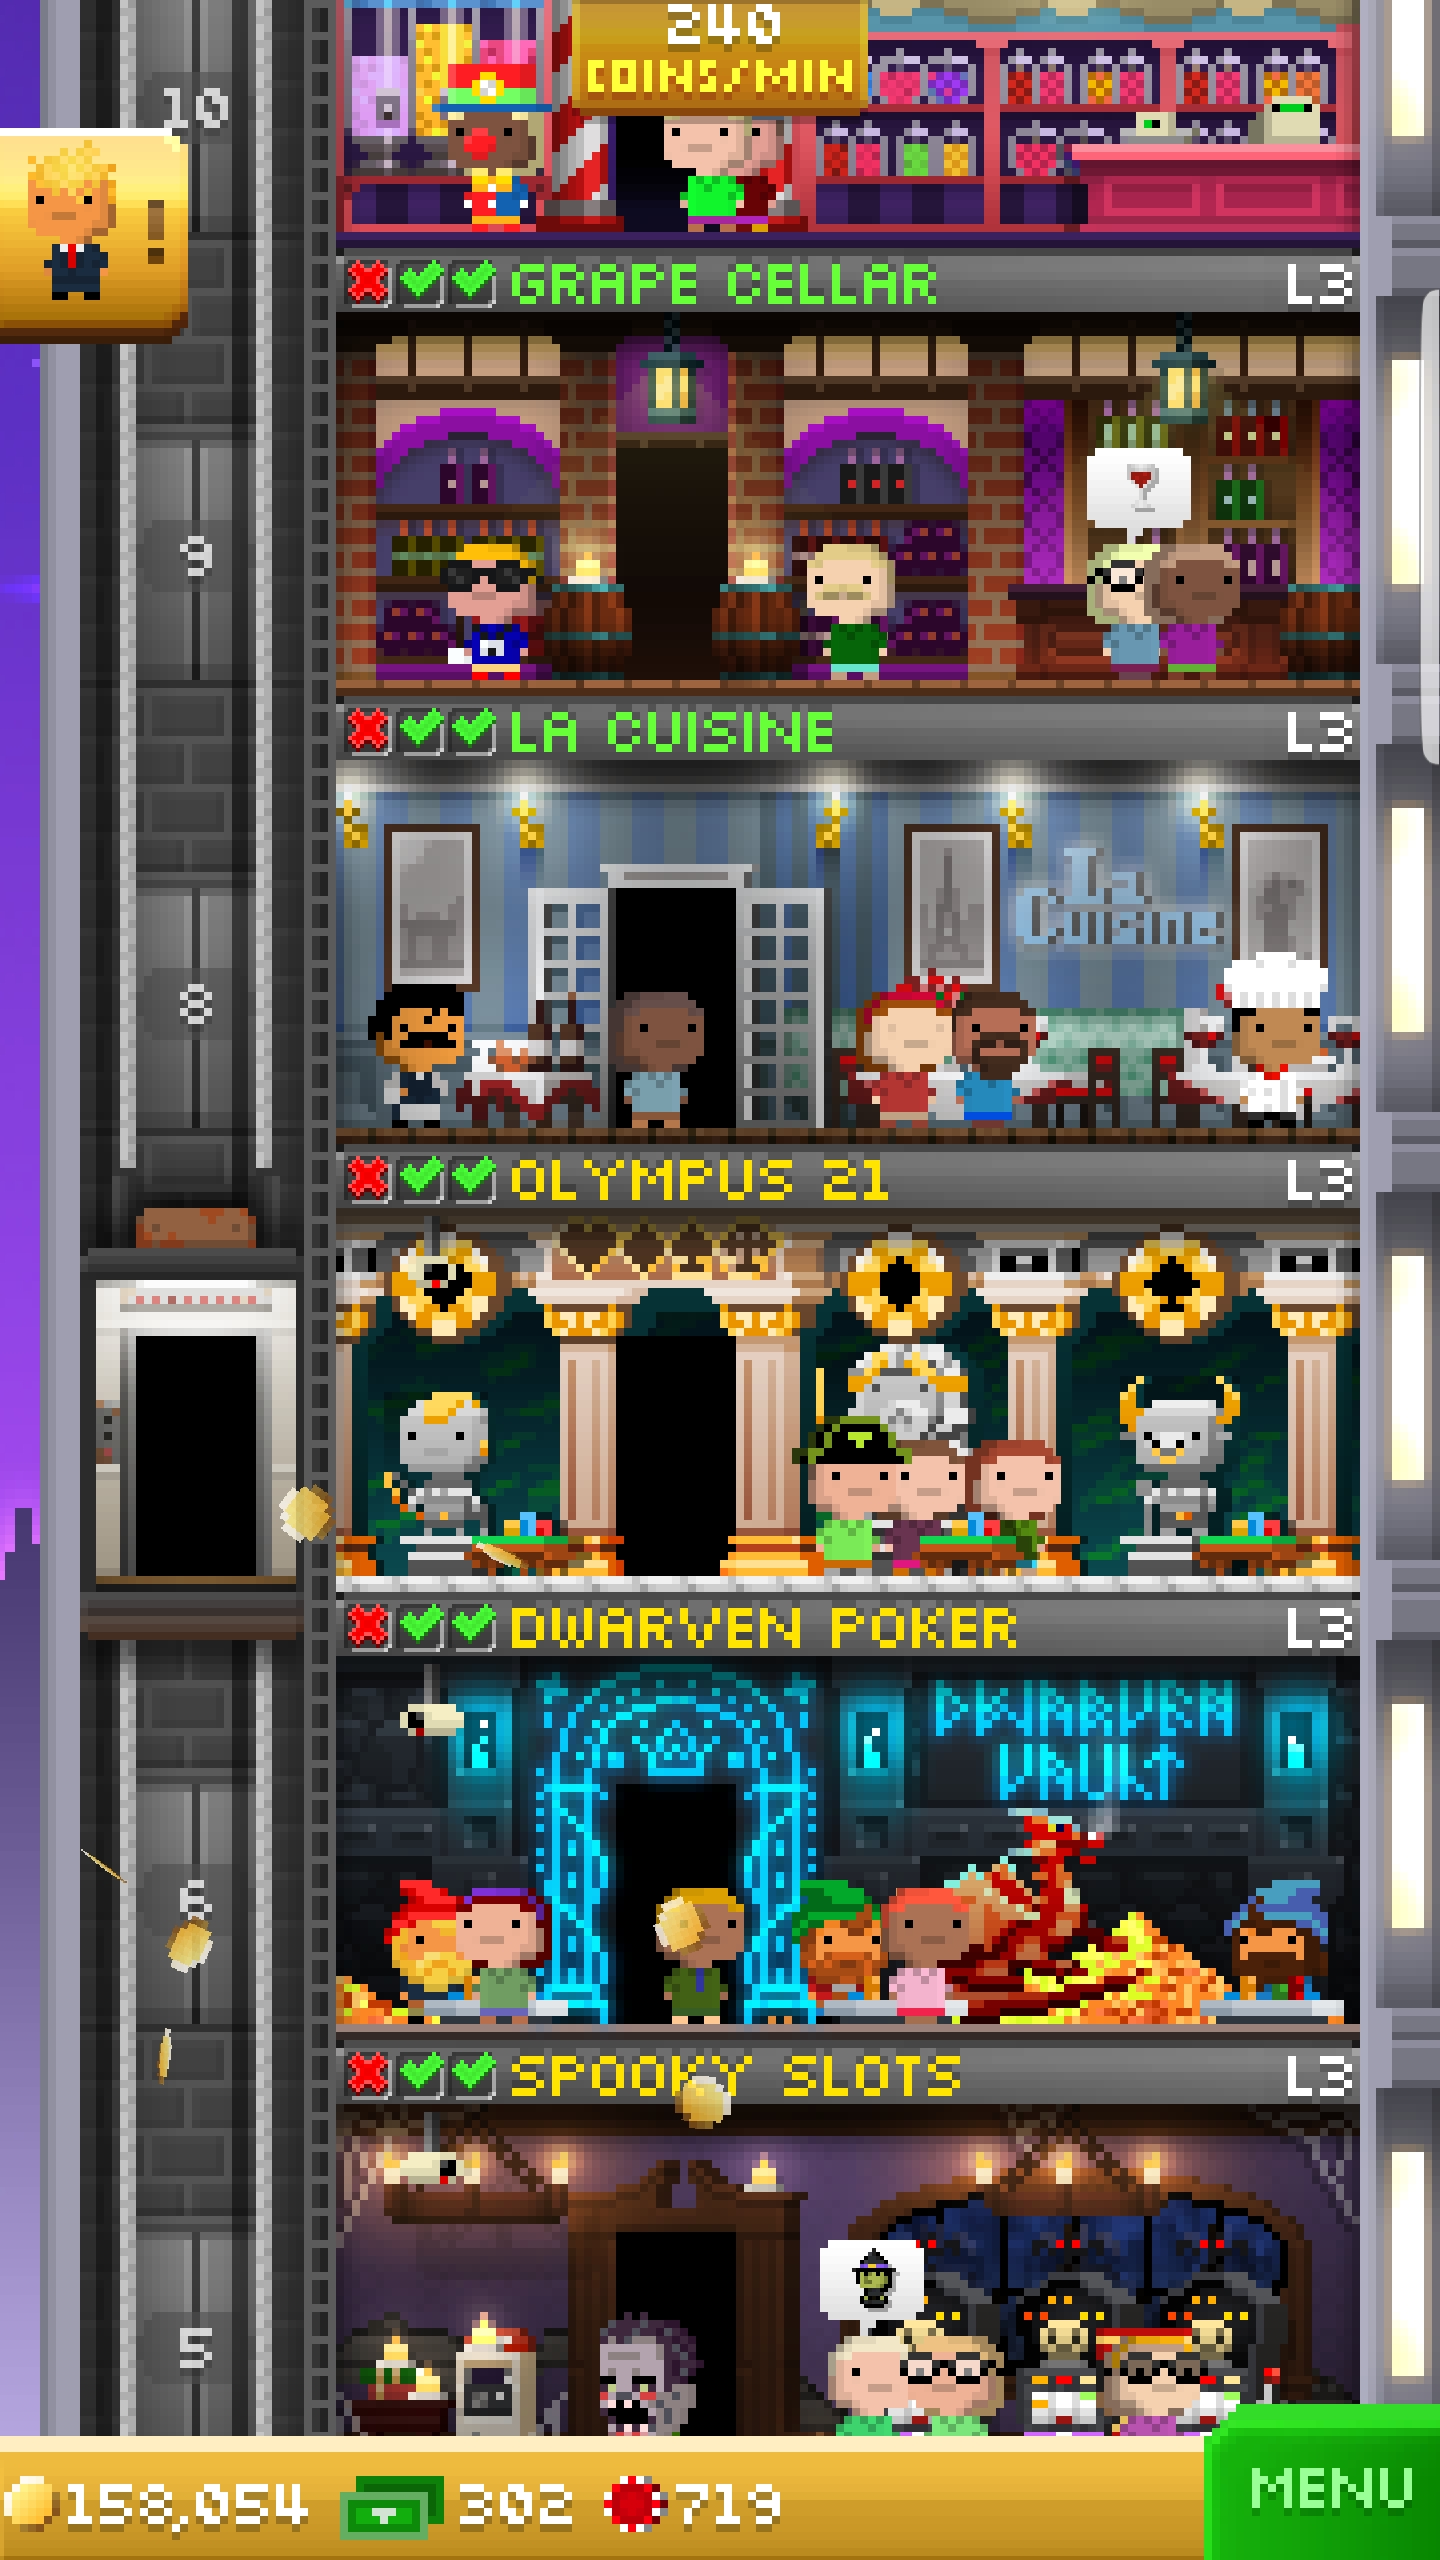 240
COINS/MIN
10
!
GRAPE CELLAR L3
9
LA CUISINE L3
8
La
Cuisine
OLYMPUS 21 L3
DWARVEN POKER L3
DWARVEN
VAULT
6
SPOOKY SLOTS L3
5
158,054 302 719
MENU